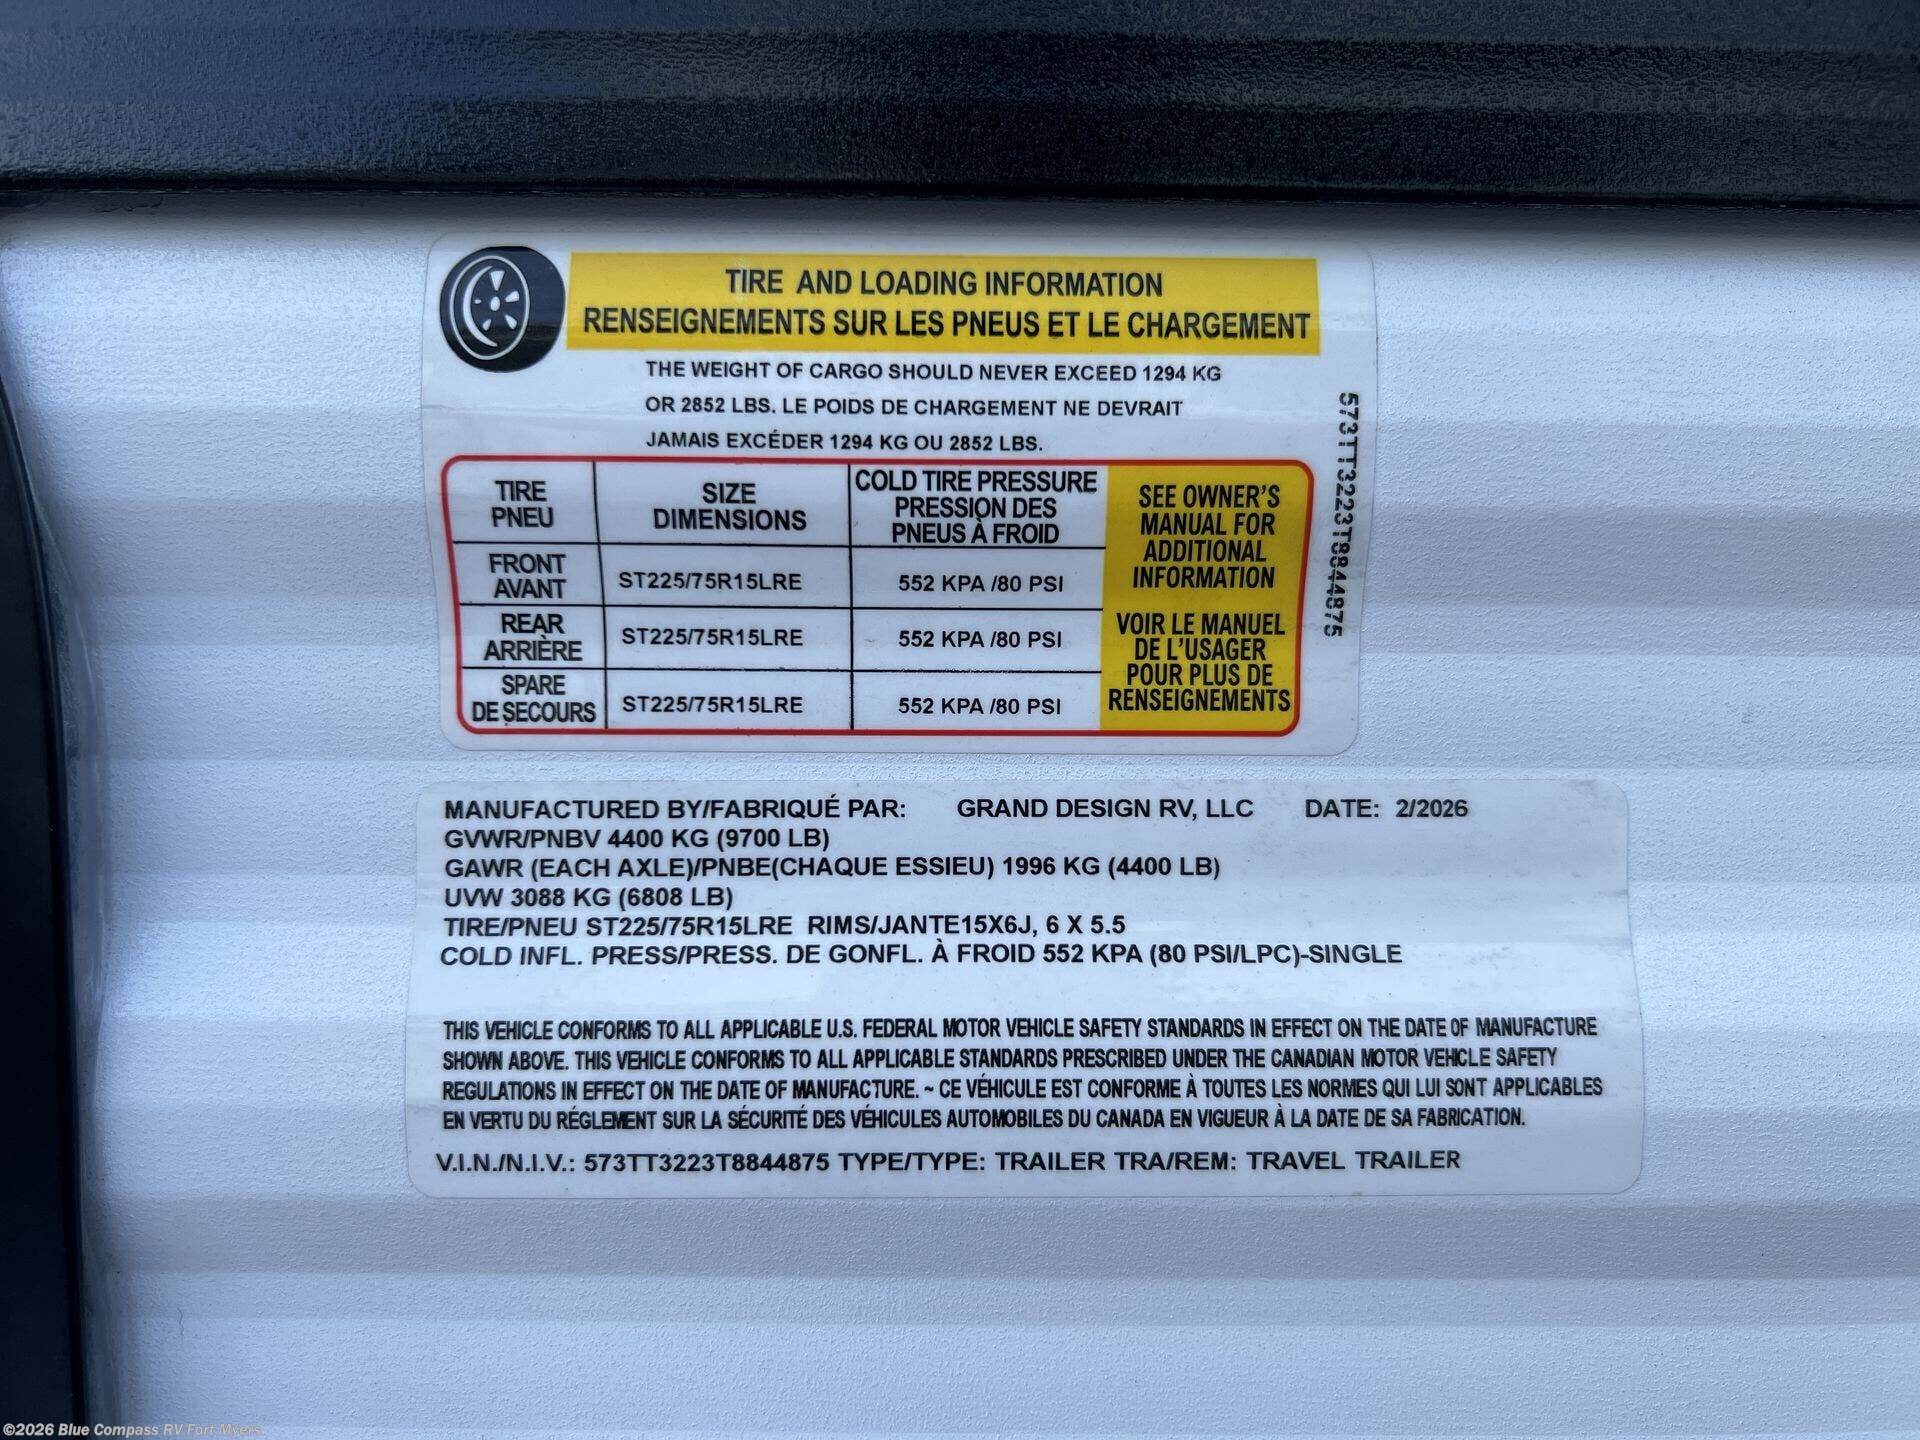 TIRE AND LOADING INFORMATION
RENSEIGNEMENTS SUR LES PNEUS ET LE CHARGEMENT
THE WEIGHT OF CARGO SHOULD NEVER EXCEED 1294 KG
OR 2852 LBS. LE POIDS DE CHARGEMENT NE DEVRAIT
JAMAIS EXCÉDER 1294 KG OU 2852 LBS.
TIRE
PNEU
SIZE
DIMENSIONS
COLD TIRE PRESSURE
PRESSION DES
PNEUS À FROID
FRONT
AVANT
ST225/75R15LRE
552 KPA /80 PSI
REAR
ARRIÈRE
ST225/75R15LRE
552 KPA /80 PSI
SPARE
DE SECOURS
ST225/75R15LRE
552 KPA /80 PSI
SEE OWNER'S
MANUAL FOR
ADDITIONAL
INFORMATION
VOIR LE MANUEL
DE L'USAGER
POUR PLUS DE
RENSEIGNEMENTS
573TT3223T8844875
MANUFACTURED BY/FABRIQUÉ PAR: GRAND DESIGN RV, LLC DATE: 2/2026
GVWR/PNBV 4400 KG (9700 LB)
GAWR (EACH AXLE)/PNBE(CHAQUE ESSIEU) 1996 KG (4400 LB)
UVW 3088 KG (6808 LB)
TIRE/PNEU ST225/75R15LRE RIMS/JANTE15X6J, 6 X 5.5
COLD INFL. PRESS/PRESS. DE GONFL. À FROID 552 KPA (80 PSI/LPC)-SINGLE
THIS VEHICLE CONFORMS TO ALL APPLICABLE U.S. FEDERAL MOTOR VEHICLE SAFETY STANDARDS IN EFFECT ON THE DATE OF MANUFACTURE
SHOWN ABOVE. THIS VEHICLE CONFORMS TO ALL APPLICABLE STANDARDS PRESCRIBED UNDER THE CANADIAN MOTOR VEHICLE SAFETY
REGULATIONS IN EFFECT ON THE DATE OF MANUFACTURE. ~ CE VÉHICULE EST CONFORME À TOUTES LES NORMES QUI LUI SONT APPLICABLES
EN VERTU DU RÉGLEMENT SUR LA SÉCURITÉ DES VÉHICULES AUTOMOBILES DU CANADA EN VIGUEUR À LA DATE DE SA FABRICATION.
V.I.N./N.I.V.: 573TT3223T8844875 TYPE/TYPE: TRAILER TRA/REM: TRAVEL TRAILER
©2026 Blue Compass RV Fort Myers